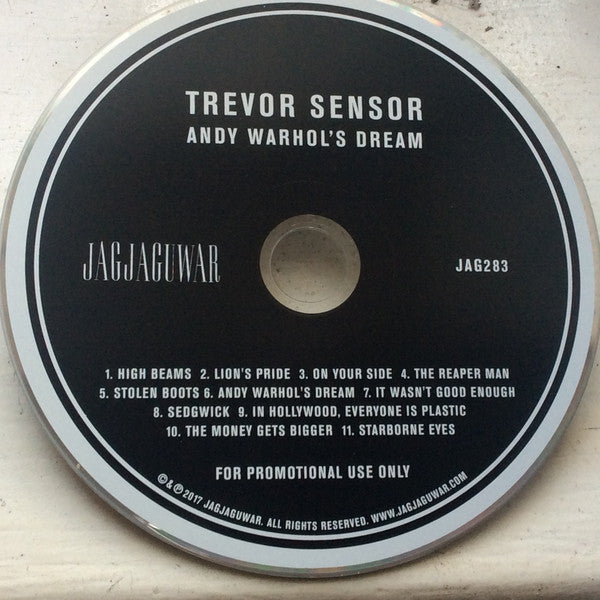 TREVOR SENSOR
ANDY WARHOL'S DREAM
JAGJAGUWAR
JAG283
1. HIGH BEAMS 2. LION'S PRIDE 3. ON YOUR SIDE 4. THE REAPER MAN
5. STOLEN BOOTS 6. ANDY WARHOL'S DREAM 7. IT WASN'T GOOD ENOUGH
8. SEDGWICK 9. IN HOLLYWOOD, EVERYONE IS PLASTIC
10. THE MONEY GETS BIGGER 11. STARBORNE EYES
FOR PROMOTIONAL USE ONLY
©&℗2017 JAGJAGUWAR. ALL RIGHTS RESERVED. WWW.JAGJAGUWAR.COM